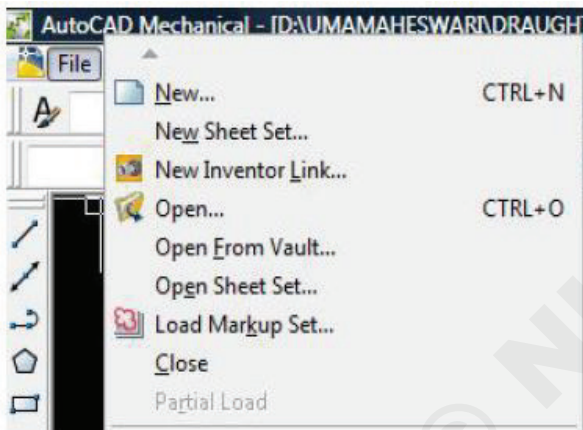 AutoCAD Mechanical - [D:\UMAMAHESWARI\DRAUGH
File
New... CTRL+N
New Sheet Set...
New Inventor Link...
Open... CTRL+O
Open From Vault...
Open Sheet Set...
Load Markup Set...
Close
Partial Load
© N